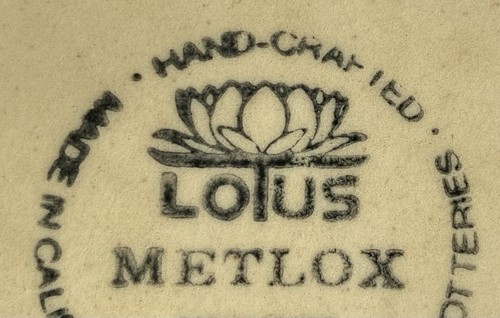 MADE IN CALI
· HAND-CRAFTED ·
OTTERIES
LOTUS
METLOX